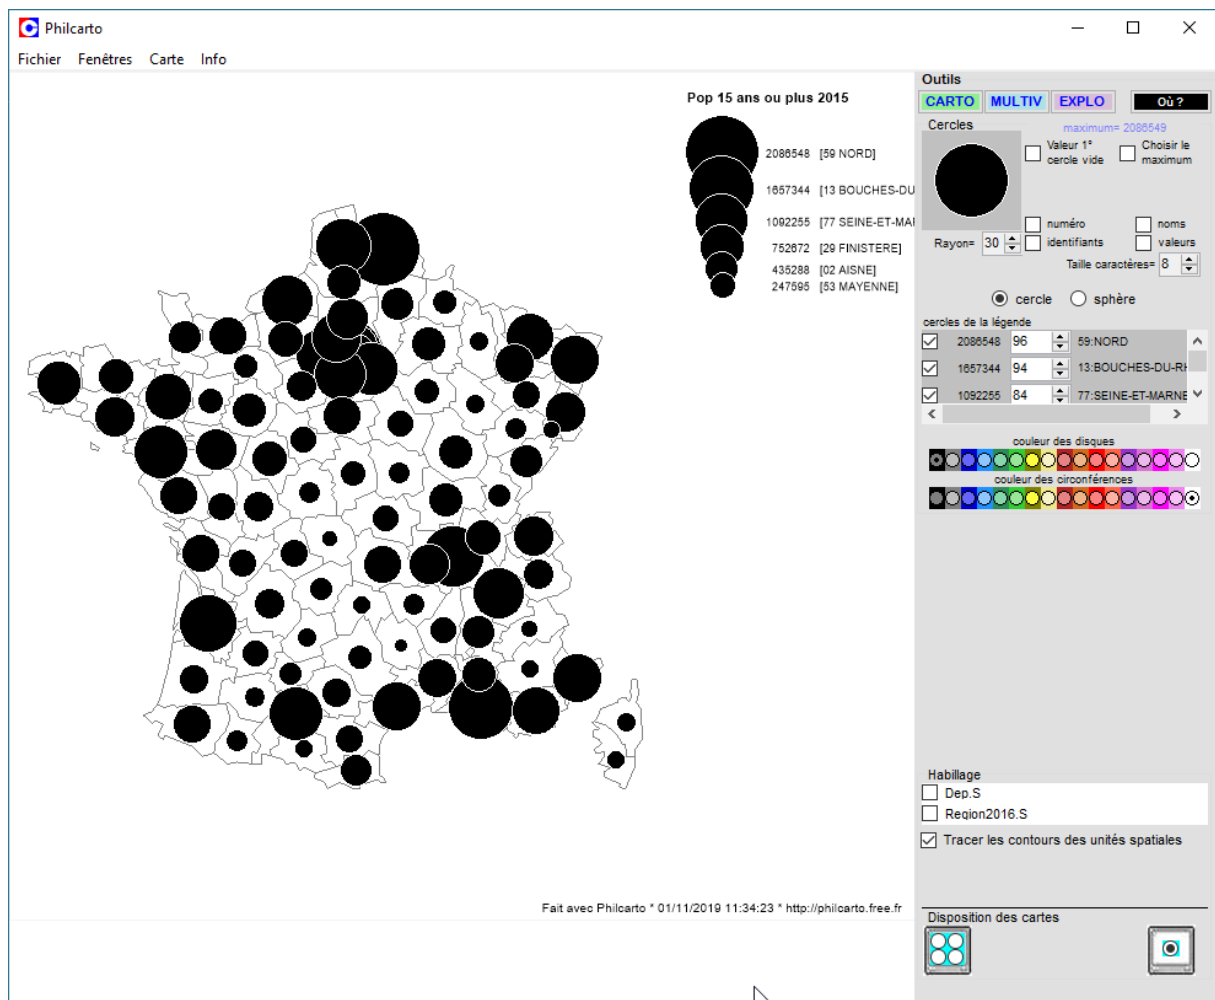 Philcarto
Fichier Fenêtres Carte Info
Pop 15 ans ou plus 2015
2086548 [59 NORD]
1657344 [13 BOUCHES-DU
1092255 [77 SEINE-ET-MAR
752672 [29 FINISTERE]
435288 [02 AISNE]
247595 [53 MAYENNE]
Fait avec Philcarto * 01/11/2019 11:34:23 * http://philcarto.free.fr
Outils
CARTO MULTIV EXPLO Où ?
Cercles
maximum= 2086549
Valeur 1° cercle vide
Choisir le maximum
numéro
noms
Rayon= 30
identifiants
valeurs
Taille caractères= 8
cercle sphère
cercles de la légende
2086548 96 59:NORD
1657344 94 13:BOUCHES-DU-RH
1092255 84 77:SEINE-ET-MARNE
couleur des disques
couleur des circonférences
Habillage
Dep.S
Region2016.S
Tracer les contours des unités spatiales
Disposition des cartes